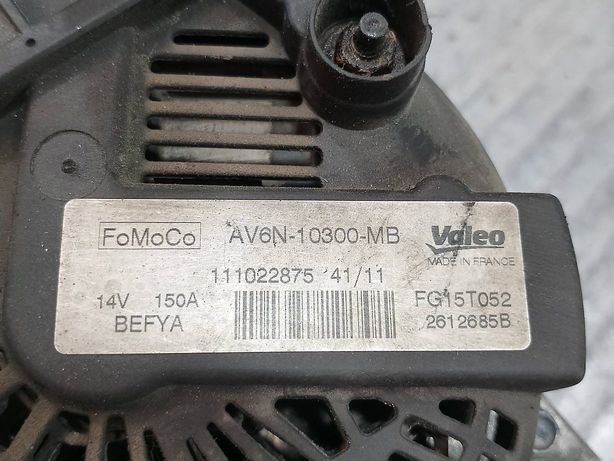 FoMoCo AV6N-10300-MB Valeo
MADE IN FRANCE
111022875 41/11
14V 150A FG15T052
BEFYA 2612685B